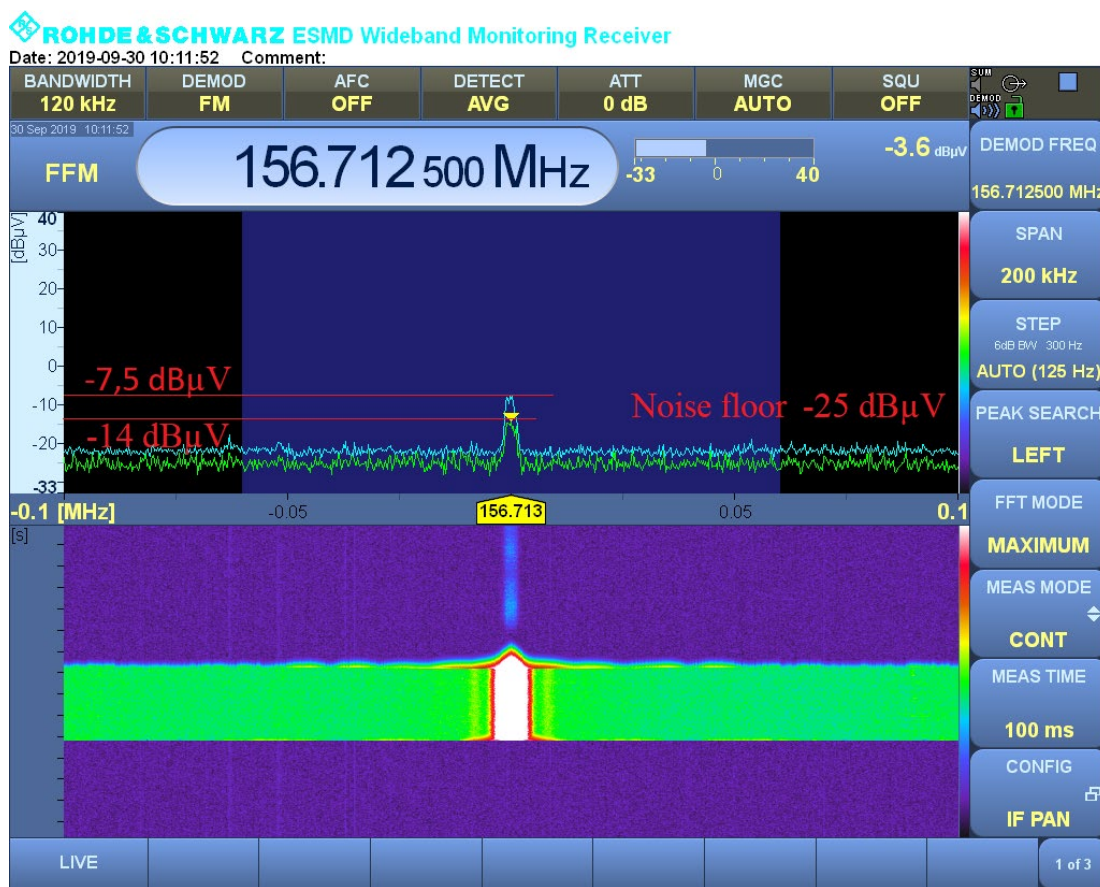 ROHDE & SCHWARZ ESMD Wideband Monitoring Receiver
Date: 2019-09-30 10:11:52 Comment:
BANDWIDTH DEMOD AFC DETECT ATT MGC SQU SUM
120 kHz FM OFF AVG 0 dB AUTO OFF DEMOD
30 Sep 2019 10:11:52
FFM 156.712 500 MHz -33 0 40 -3.6 dBµV
DEMOD FREQ
156.712500 MHz
[dBµV]
40
30
20
10
0
-10
-20
-33
-7,5 dBµV
-14 dBµV
Noise floor -25 dBµV
SPAN
200 kHz
STEP
6dB BW 300 Hz
AUTO (125 Hz)
PEAK SEARCH
LEFT
-0.1 [MHz] -0.05 156.713 0.05 0.1
[s]
FFT MODE
MAXIMUM
MEAS MODE
CONT
MEAS TIME
100 ms
CONFIG
IF PAN
LIVE
1 of 3